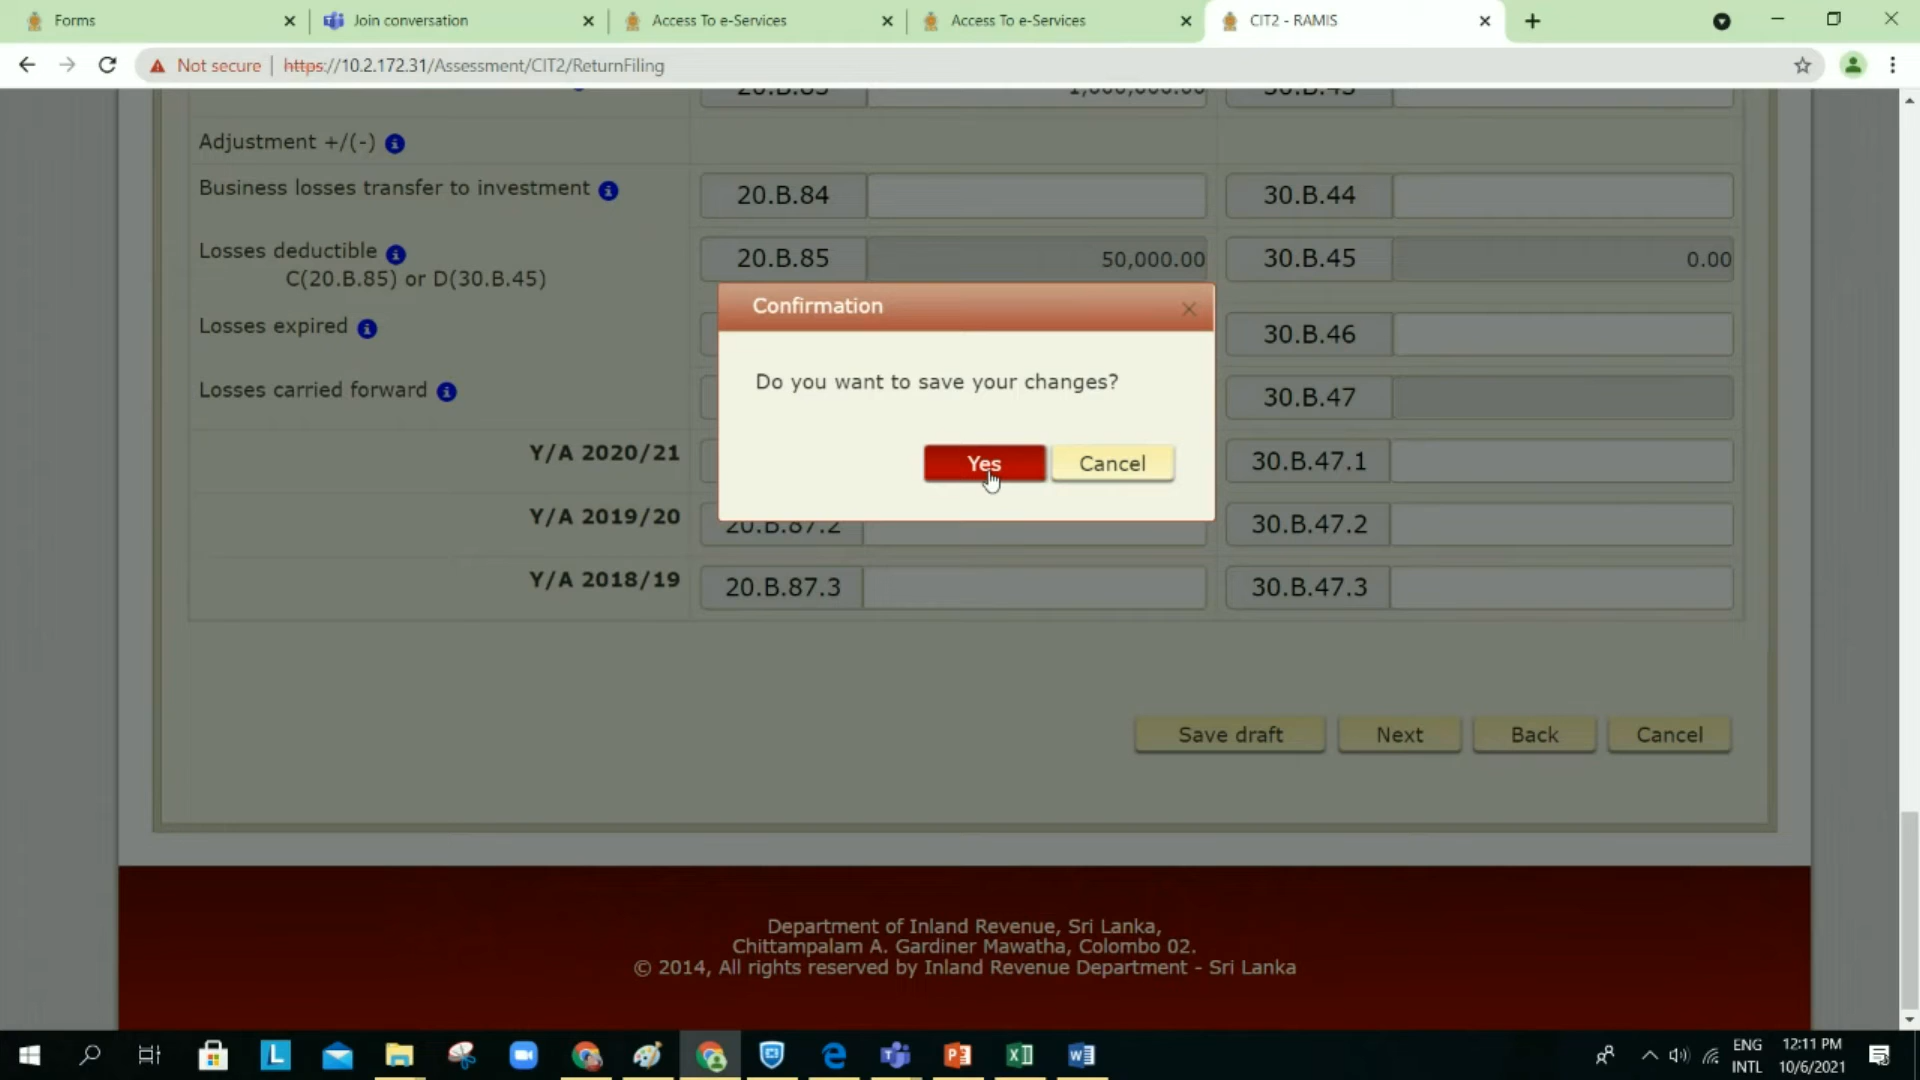 Forms
Join conversation
Access To e-Services
Access To e-Services
CIT2 - RAMIS
Not secure
https://10.2.172.31/Assessment/CIT2/ReturnFiling
Adjustment +/(-)
Business losses transfer to investment
20.B.84
30.B.44
Losses deductible
C(20.B.85) or D(30.B.45)
20.B.85
50,000.00
30.B.45
0.00
Confirmation
Losses expired
30.B.46
Do you want to save your changes?
Losses carried forward
30.B.47
Yes
Cancel
Y/A 2020/21
30.B.47.1
Y/A 2019/20
20.B.87.2
30.B.47.2
Y/A 2018/19
20.B.87.3
30.B.47.3
Save draft
Next
Back
Cancel
Department of Inland Revenue, Sri Lanka,
Chittampalam A. Gardiner Mawatha, Colombo 02.
© 2014, All rights reserved by Inland Revenue Department - Sri Lanka
ENG
INTL
12:11 PM
10/6/2021